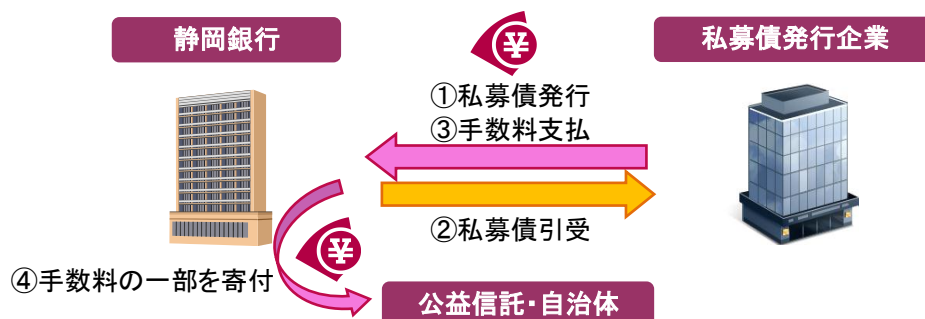 静岡銀行
¥
私募債発行企業
①私募債発行
③手数料支払
②私募債引受
¥
④手数料の一部を寄付
公益信託・自治体